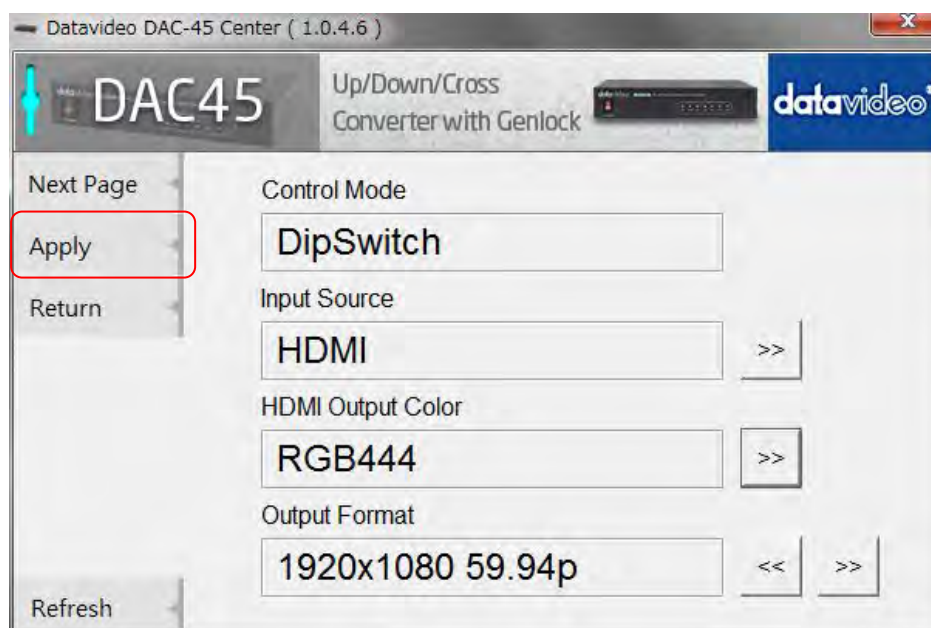 Datavideo DAC-45 Center ( 1.0.4.6 )
DAC45
Up/Down/Cross
Converter with Genlock
datavideo
Next Page
Apply
Return
Control Mode
DipSwitch
Input Source
HDMI
>>
HDMI Output Color
RGB444
>>
Output Format
1920x1080 59.94p
<< >>
Refresh